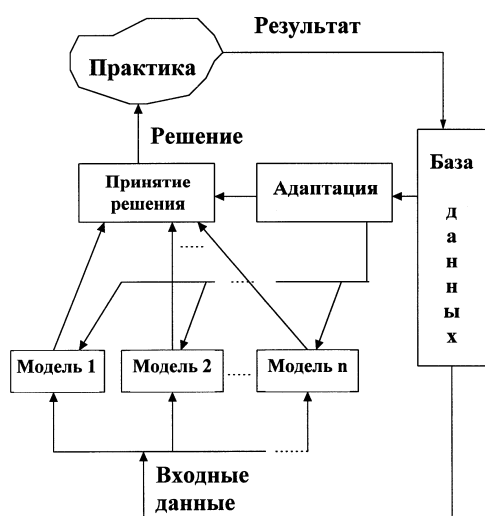 Результат
Практика
Решение
База
д
а
н
н
ы
х
Принятие
решения
Адаптация
Модель 1
Модель 2
Модель n
Входные
данные